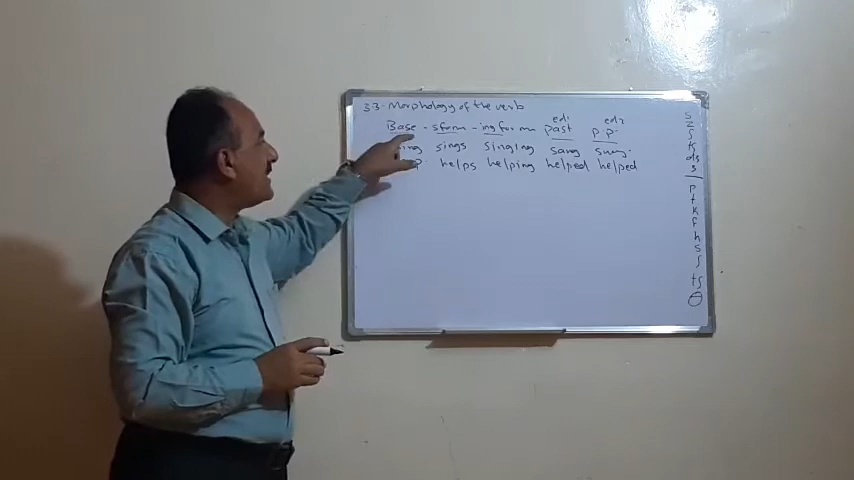 3.3- Morphology of the verb
ed1 ed2
Base - s form - ing form past p.p.
sings singing sang sung.
helps helping helped helped
s
z
ʃ
p
t
k
f
h
s
ʃ
tʃ
θ